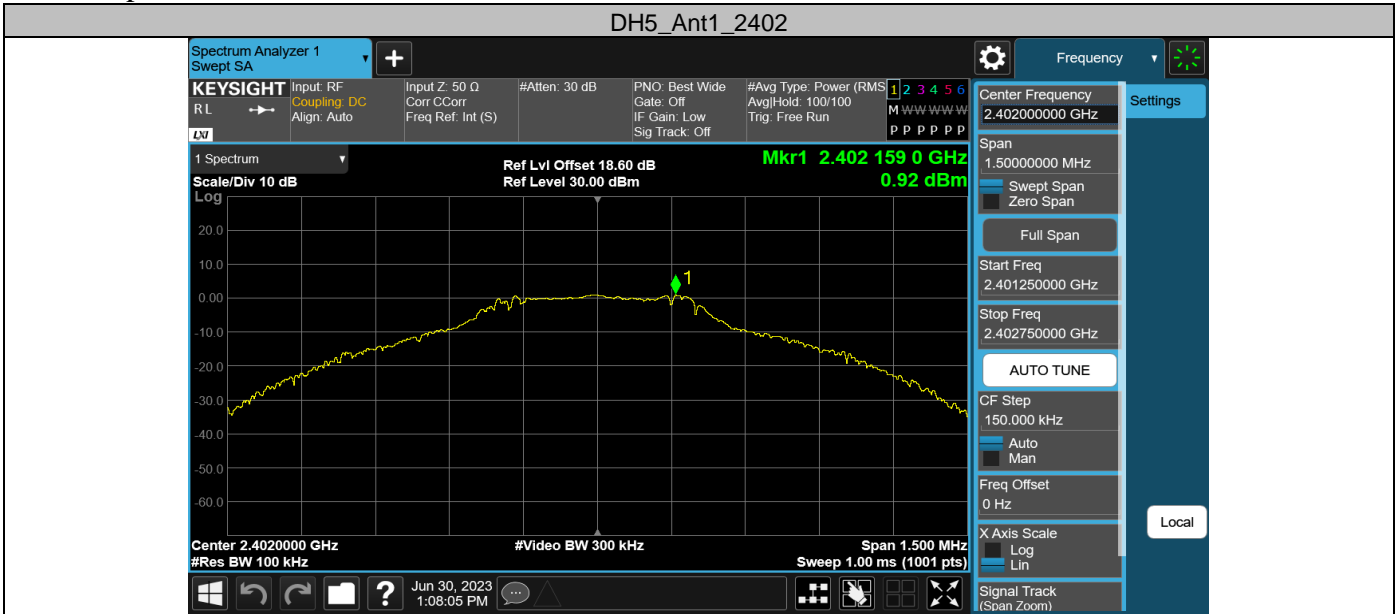 DH5_Ant1_2402
Spectrum Analyzer 1
Swept SA
Frequency
KEYSIGHT
RL
LXI
Input: RF
Coupling: DC
Align: Auto
Input Z: 50 Ω
Corr CCorr
Freq Ref: Int (S)
#Atten: 30 dB
PNO: Best Wide
Gate: Off
IF Gain: Low
Sig Track: Off
#Avg Type: Power (RMS
Avg|Hold: 100/100
Trig: Free Run
1 2 3 4 5 6
M W W W W W
P P P P P P
1 Spectrum
Scale/Div 10 dB
Log
Ref Lvl Offset 18.60 dB
Ref Level 30.00 dBm
Mkr1 2.402 159 0 GHz
0.92 dBm
20.0
10.0
0.00
-10.0
-20.0
-30.0
-40.0
-50.0
-60.0
1
Center 2.4020000 GHz
#Res BW 100 kHz
#Video BW 300 kHz
Span 1.500 MHz
Sweep 1.00 ms (1001 pts)
Jun 30, 2023
1:08:05 PM
Center Frequency
2.402000000 GHz
Span
1.50000000 MHz
Swept Span
Zero Span
Full Span
Start Freq
2.401250000 GHz
Stop Freq
2.402750000 GHz
AUTO TUNE
CF Step
150.000 kHz
Auto
Man
Freq Offset
0 Hz
X Axis Scale
Log
Lin
Signal Track
(Span Zoom)
Settings
Local